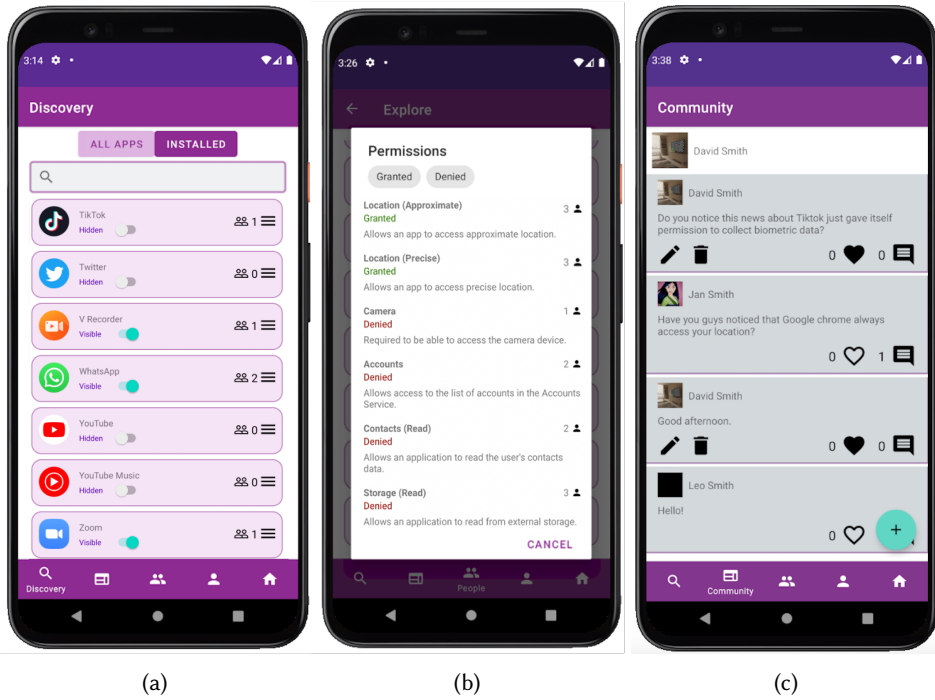 3:14
Discovery
ALL APPS INSTALLED
TikTok
Hidden
1
Twitter
Hidden
0
V Recorder
Visible
1
WhatsApp
Visible
2
YouTube
Hidden
0
YouTube Music
Hidden
0
Zoom
Visible
1
Discovery
(a)
3:26
Explore
Permissions
Granted Denied
Location (Approximate) 3
Granted
Allows an app to access approximate location.
Location (Precise) 3
Granted
Allows an app to access precise location.
Camera 1
Denied
Required to be able to access the camera device.
Accounts 2
Denied
Allows access to the list of accounts in the Accounts
Service.
Contacts (Read) 2
Denied
Allows an application to read the user's contacts
data.
Storage (Read) 3
Denied
Allows an application to read from external storage.
CANCEL
People
(b)
3:38
Community
David Smith
David Smith
Do you notice this news about Tiktok just gave itself
permission to collect biometric data?
0 0
Jan Smith
Have you guys noticed that Google chrome always
access your location?
0 1
David Smith
Good afternoon.
0 0
Leo Smith
Hello!
0
+
Community
(c)